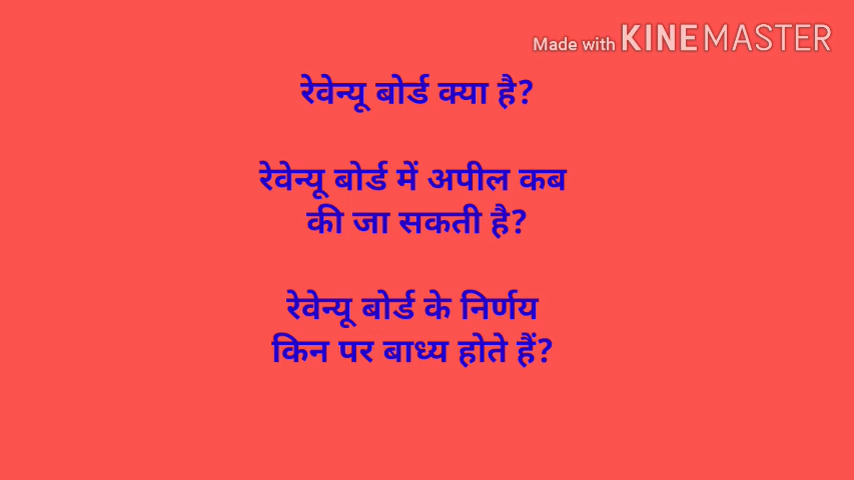 Made with KINEMASTER
रेवेन्यू बोर्ड क्या है?
रेवेन्यू बोर्ड में अपील कब
की जा सकती है?
रेवेन्यू बोर्ड के निर्णय
किन पर बाध्य होते हैं?